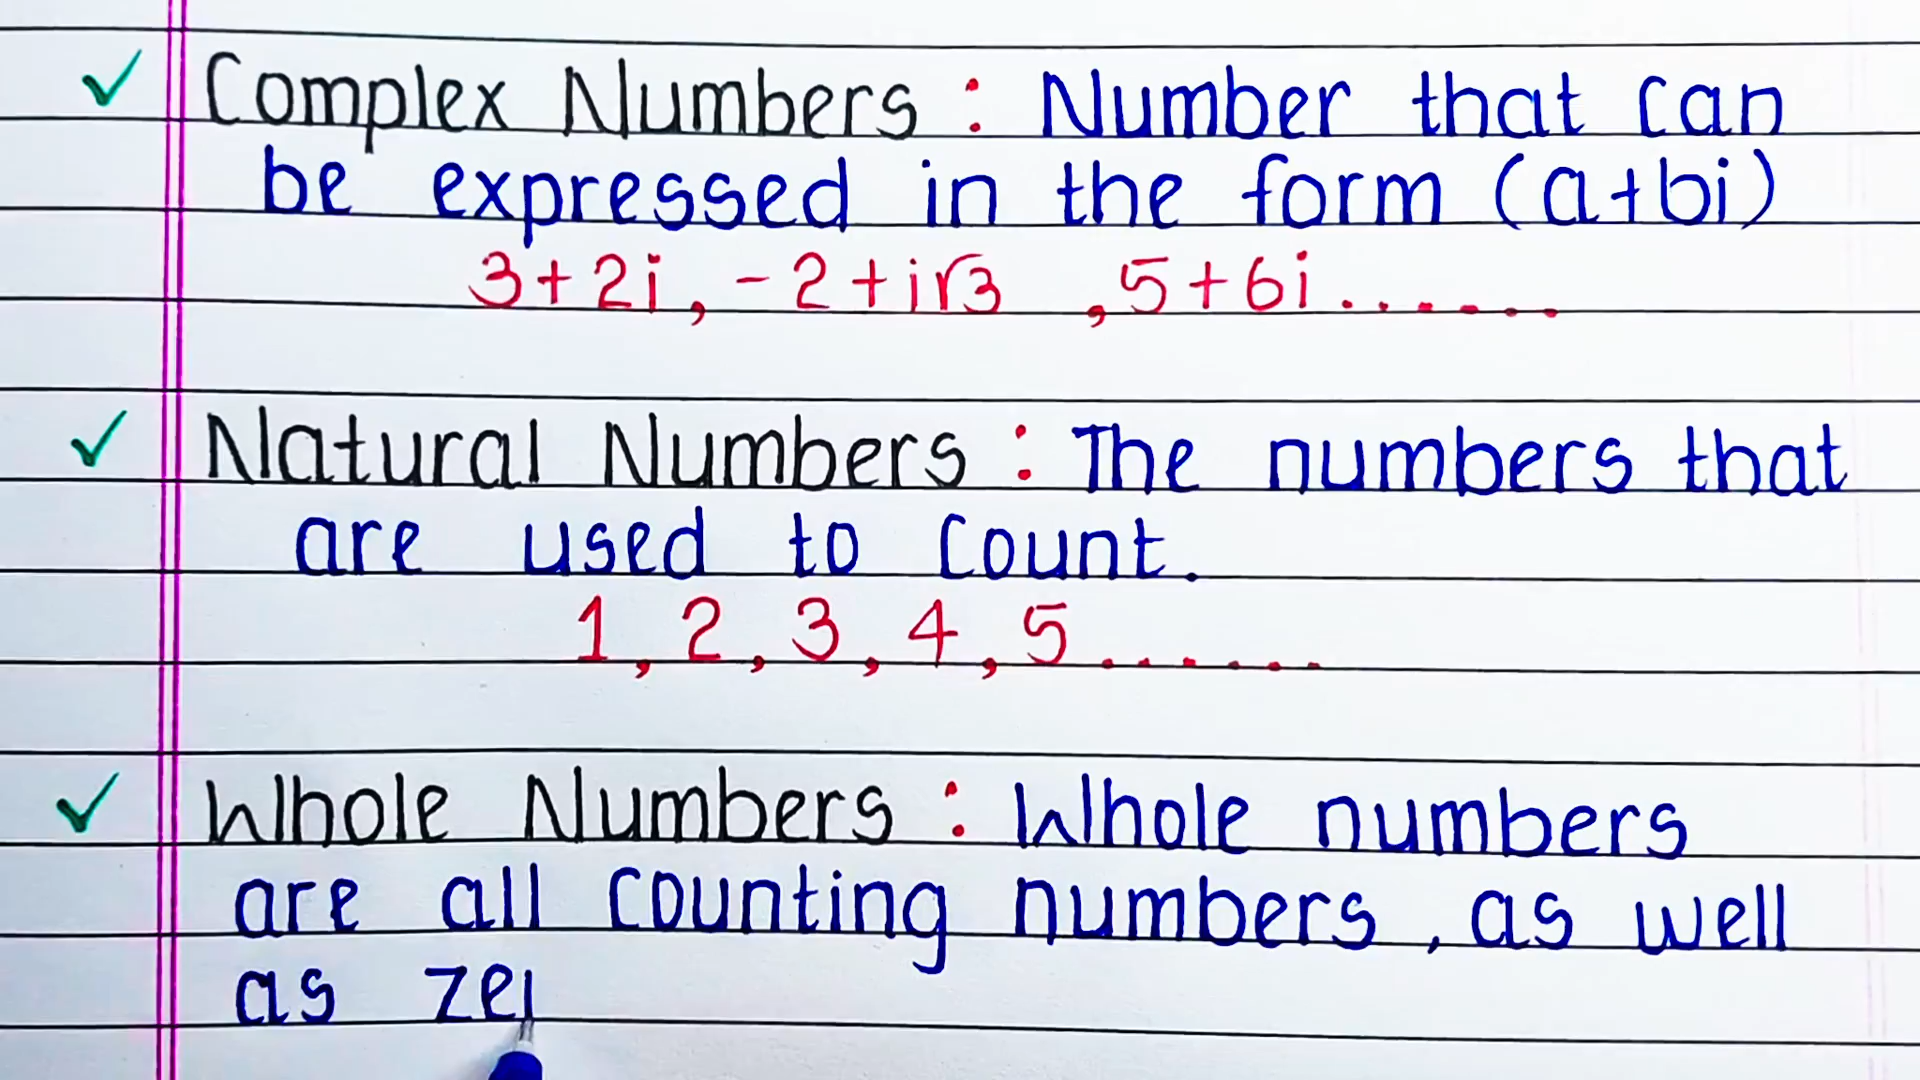 ✓ Complex Numbers : Number that can
be expressed in the form (a+bi)
3+2i, -2+i√3 ,5+6i......
✓ Natural Numbers : The numbers that
are used to count.
1, 2, 3, 4, 5......
✓ Whole Numbers : Whole numbers
are all counting numbers, as well
as